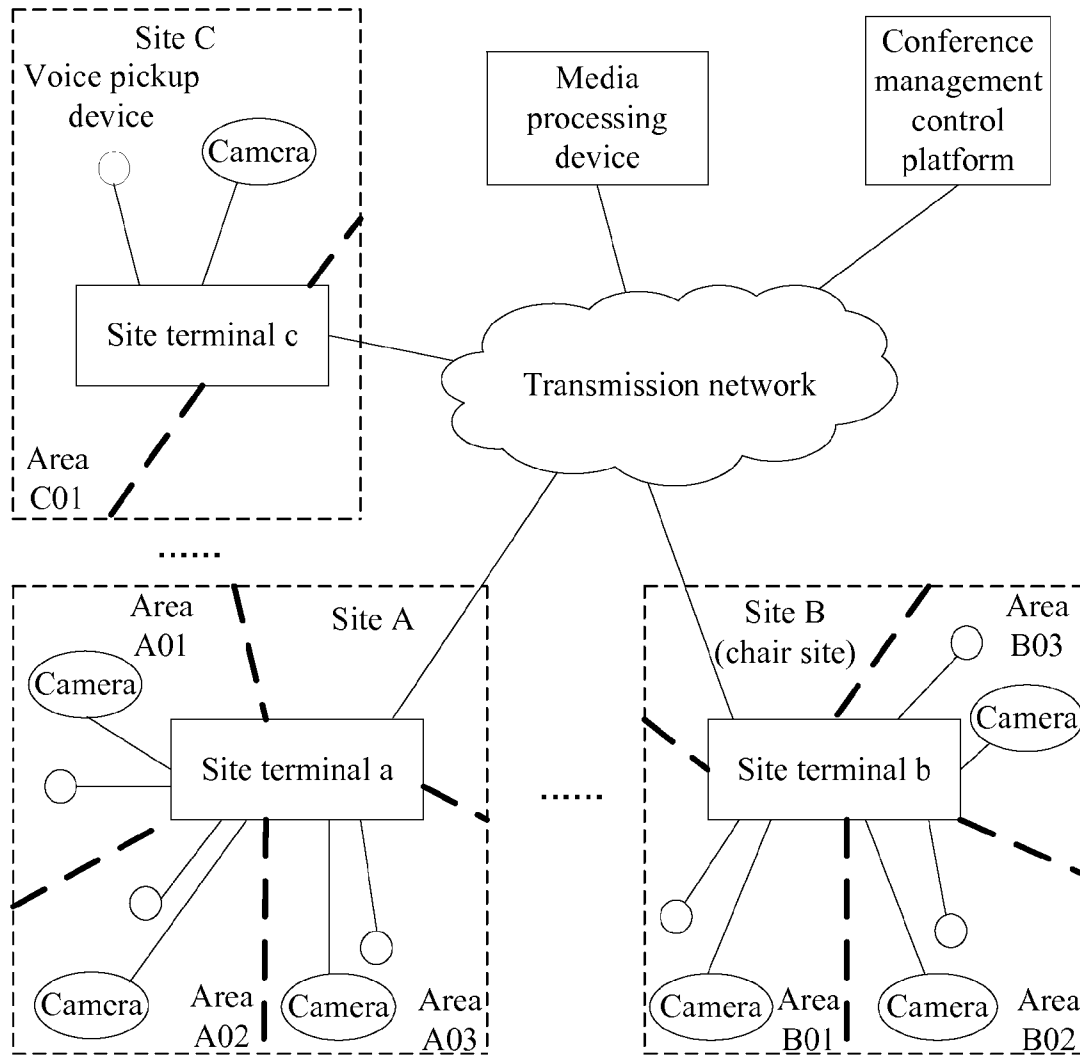 Site C
Voice pickup
device
Camera
Site terminal c
Area
C01
Media
processing
device
Conference
management
control
platform
Transmission network
......
Area
A01
Site A
Camera
Site terminal a
Camera
Area
A02
Camera
Area
A03
......
Site B
(chair site)
Area
B03
Camera
Site terminal b
Camera
Area
B01
Camera
Area
B02